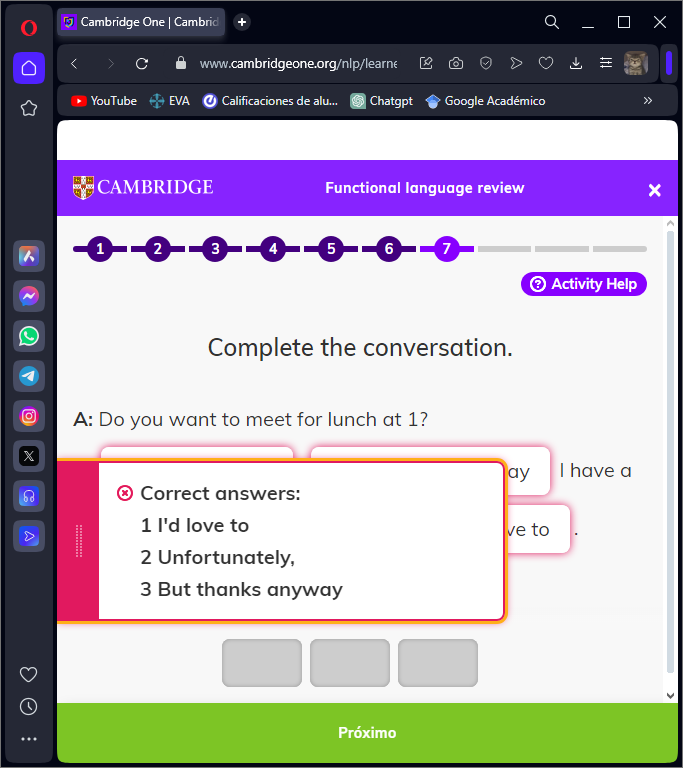 Cambridge One | Cambrid
www.cambridgeone.org/nlp/learne
YouTube EVA Calificaciones de alu... Chatgpt Google Académico
CAMBRIDGE Functional language review
1 2 3 4 5 6 7
? Activity Help
Complete the conversation.
A: Do you want to meet for lunch at 1?
ay I have a
ve to .
Correct answers:
1 I'd love to
2 Unfortunately,
3 But thanks anyway
Próximo